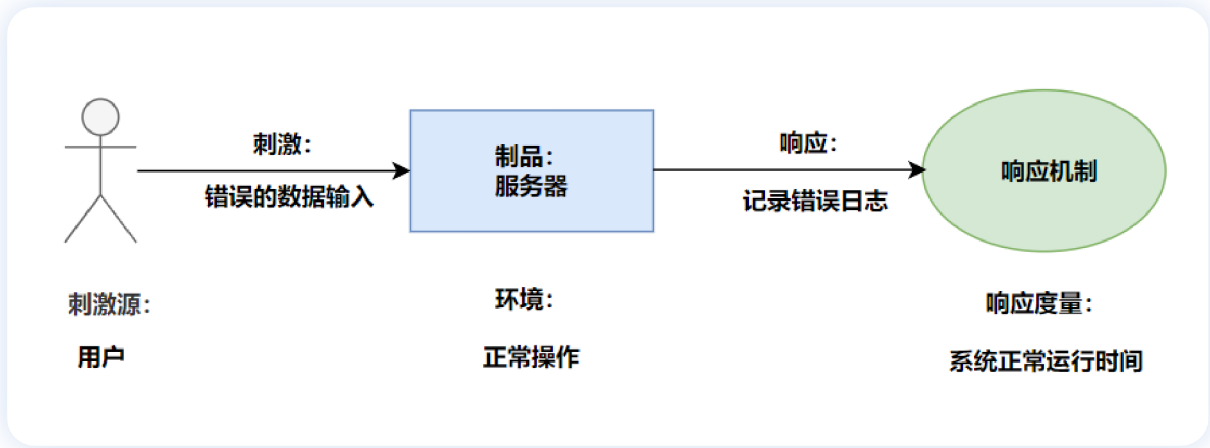 刺激：
错误的数据输入
制品：
服务器
响应：
记录错误日志
响应机制
刺激源：
用户
环境：
正常操作
响应度量：
系统正常运行时间